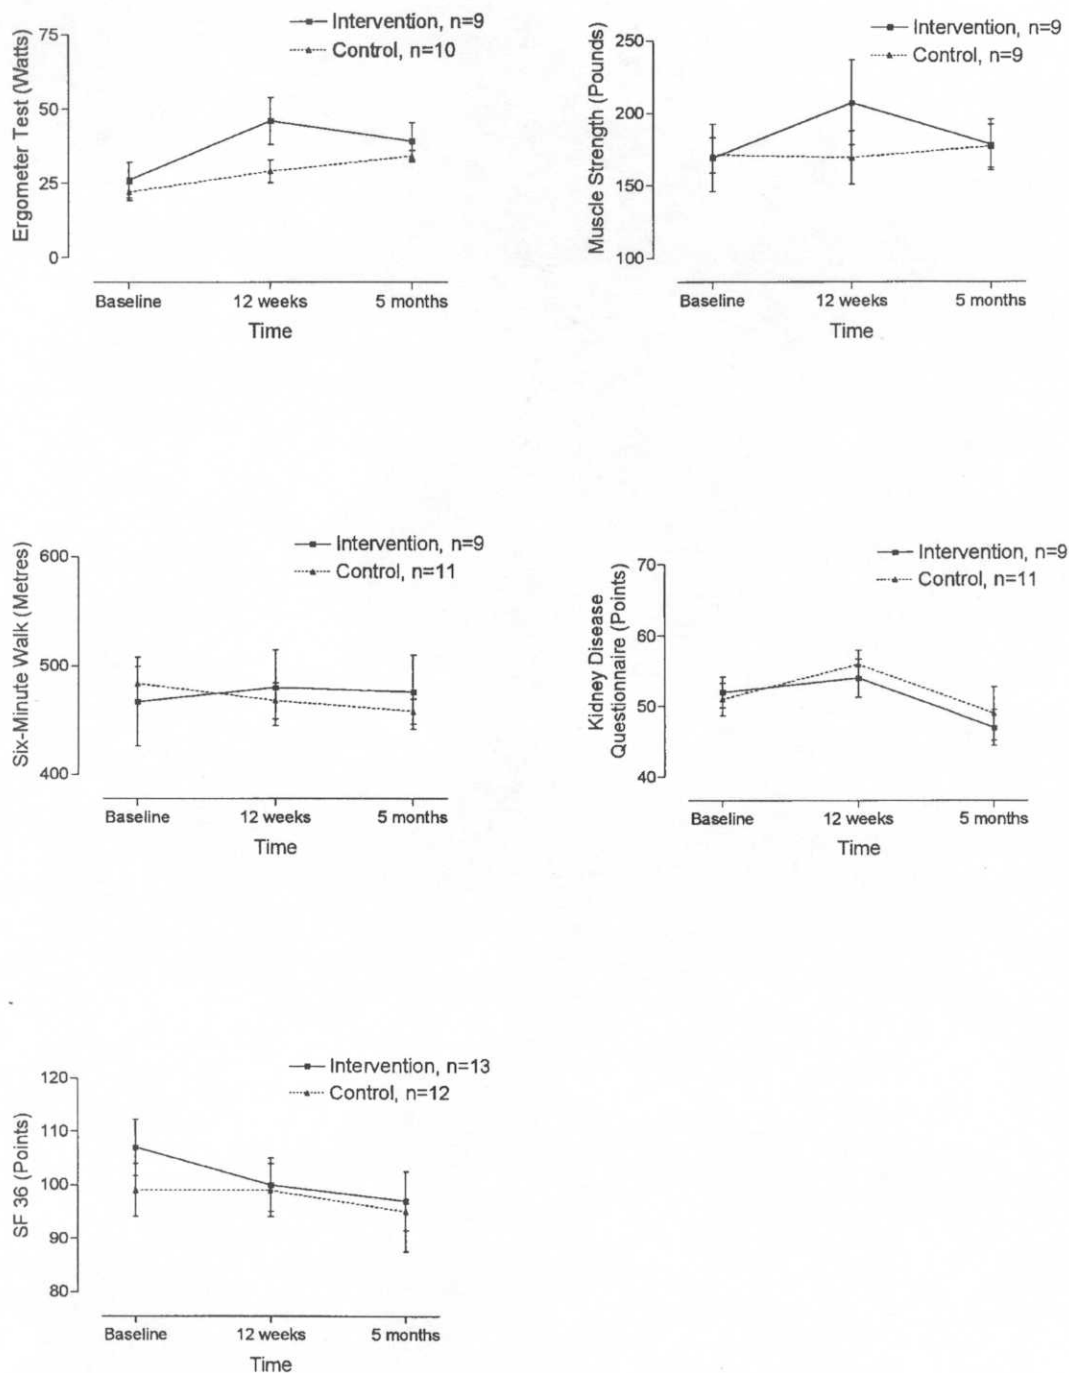 Intervention, n=9
Control, n=10
Ergometer Test (Watts)
75
50
25
0
Baseline 12 weeks 5 months
Time
Intervention, n=9
Control, n=9
Muscle Strength (Pounds)
250
200
150
100
Baseline 12 weeks 5 months
Time
Intervention, n=9
Control, n=11
Six-Minute Walk (Metres)
600
500
400
Baseline 12 weeks 5 months
Time
Intervention, n=9
Control, n=11
Kidney Disease
Questionnaire (Points)
70
60
50
40
Baseline 12 weeks 5 months
Time
Intervention, n=13
Control, n=12
SF 36 (Points)
120
110
100
90
80
Baseline 12 weeks 5 months
Time